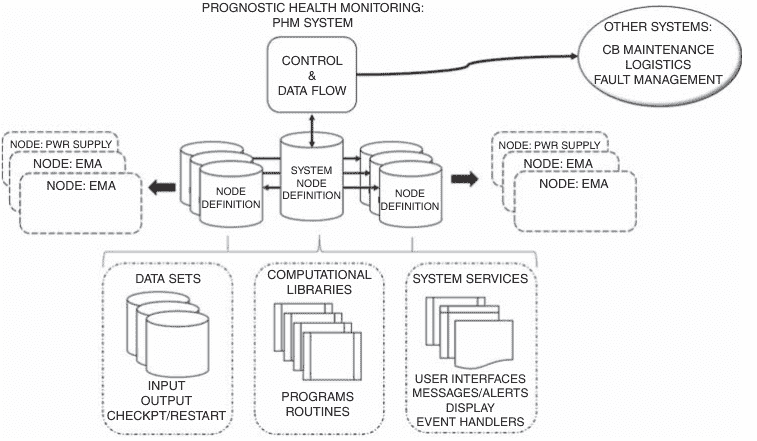 PROGNOSTIC HEALTH MONITORING:
PHM SYSTEM
OTHER SYSTEMS:
CB MAINTENANCE
LOGISTICS
FAULT MANAGEMENT
CONTROL
&
DATA FLOW
NODE: PWR SUPPLY
NODE: EMA
NODE: EMA
NODE
DEFINITION
SYSTEM
NODE
DEFINITION
NODE
DEFINITION
NODE: PWR SUPPLY
NODE: EMA
NODE: EMA
DATA SETS
INPUT
OUTPUT
CHECKPT/RESTART
COMPUTATIONAL
LIBRARIES
PROGRAMS
ROUTINES
SYSTEM SERVICES
USER INTERFACES
MESSAGES/ALERTS
DISPLAY
EVENT HANDLERS